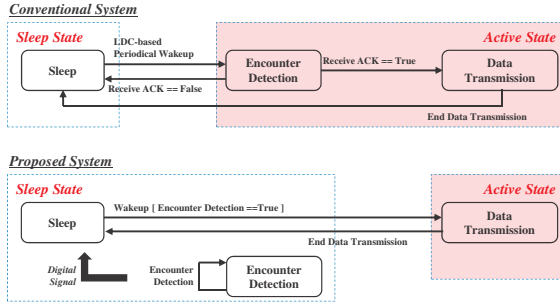 Conventional System
Sleep State
Active State
LDC-based
Periodical Wakeup
Sleep
Encounter
Detection
Receive ACK == True
Data
Transmission
Receive ACK == False
End Data Transmission
Proposed System
Sleep State
Active State
Wakeup [ Encounter Detection ==True ]
Sleep
Data
Transmission
End Data Transmission
Digital
Signal
Encounter
Detection
Encounter
Detection